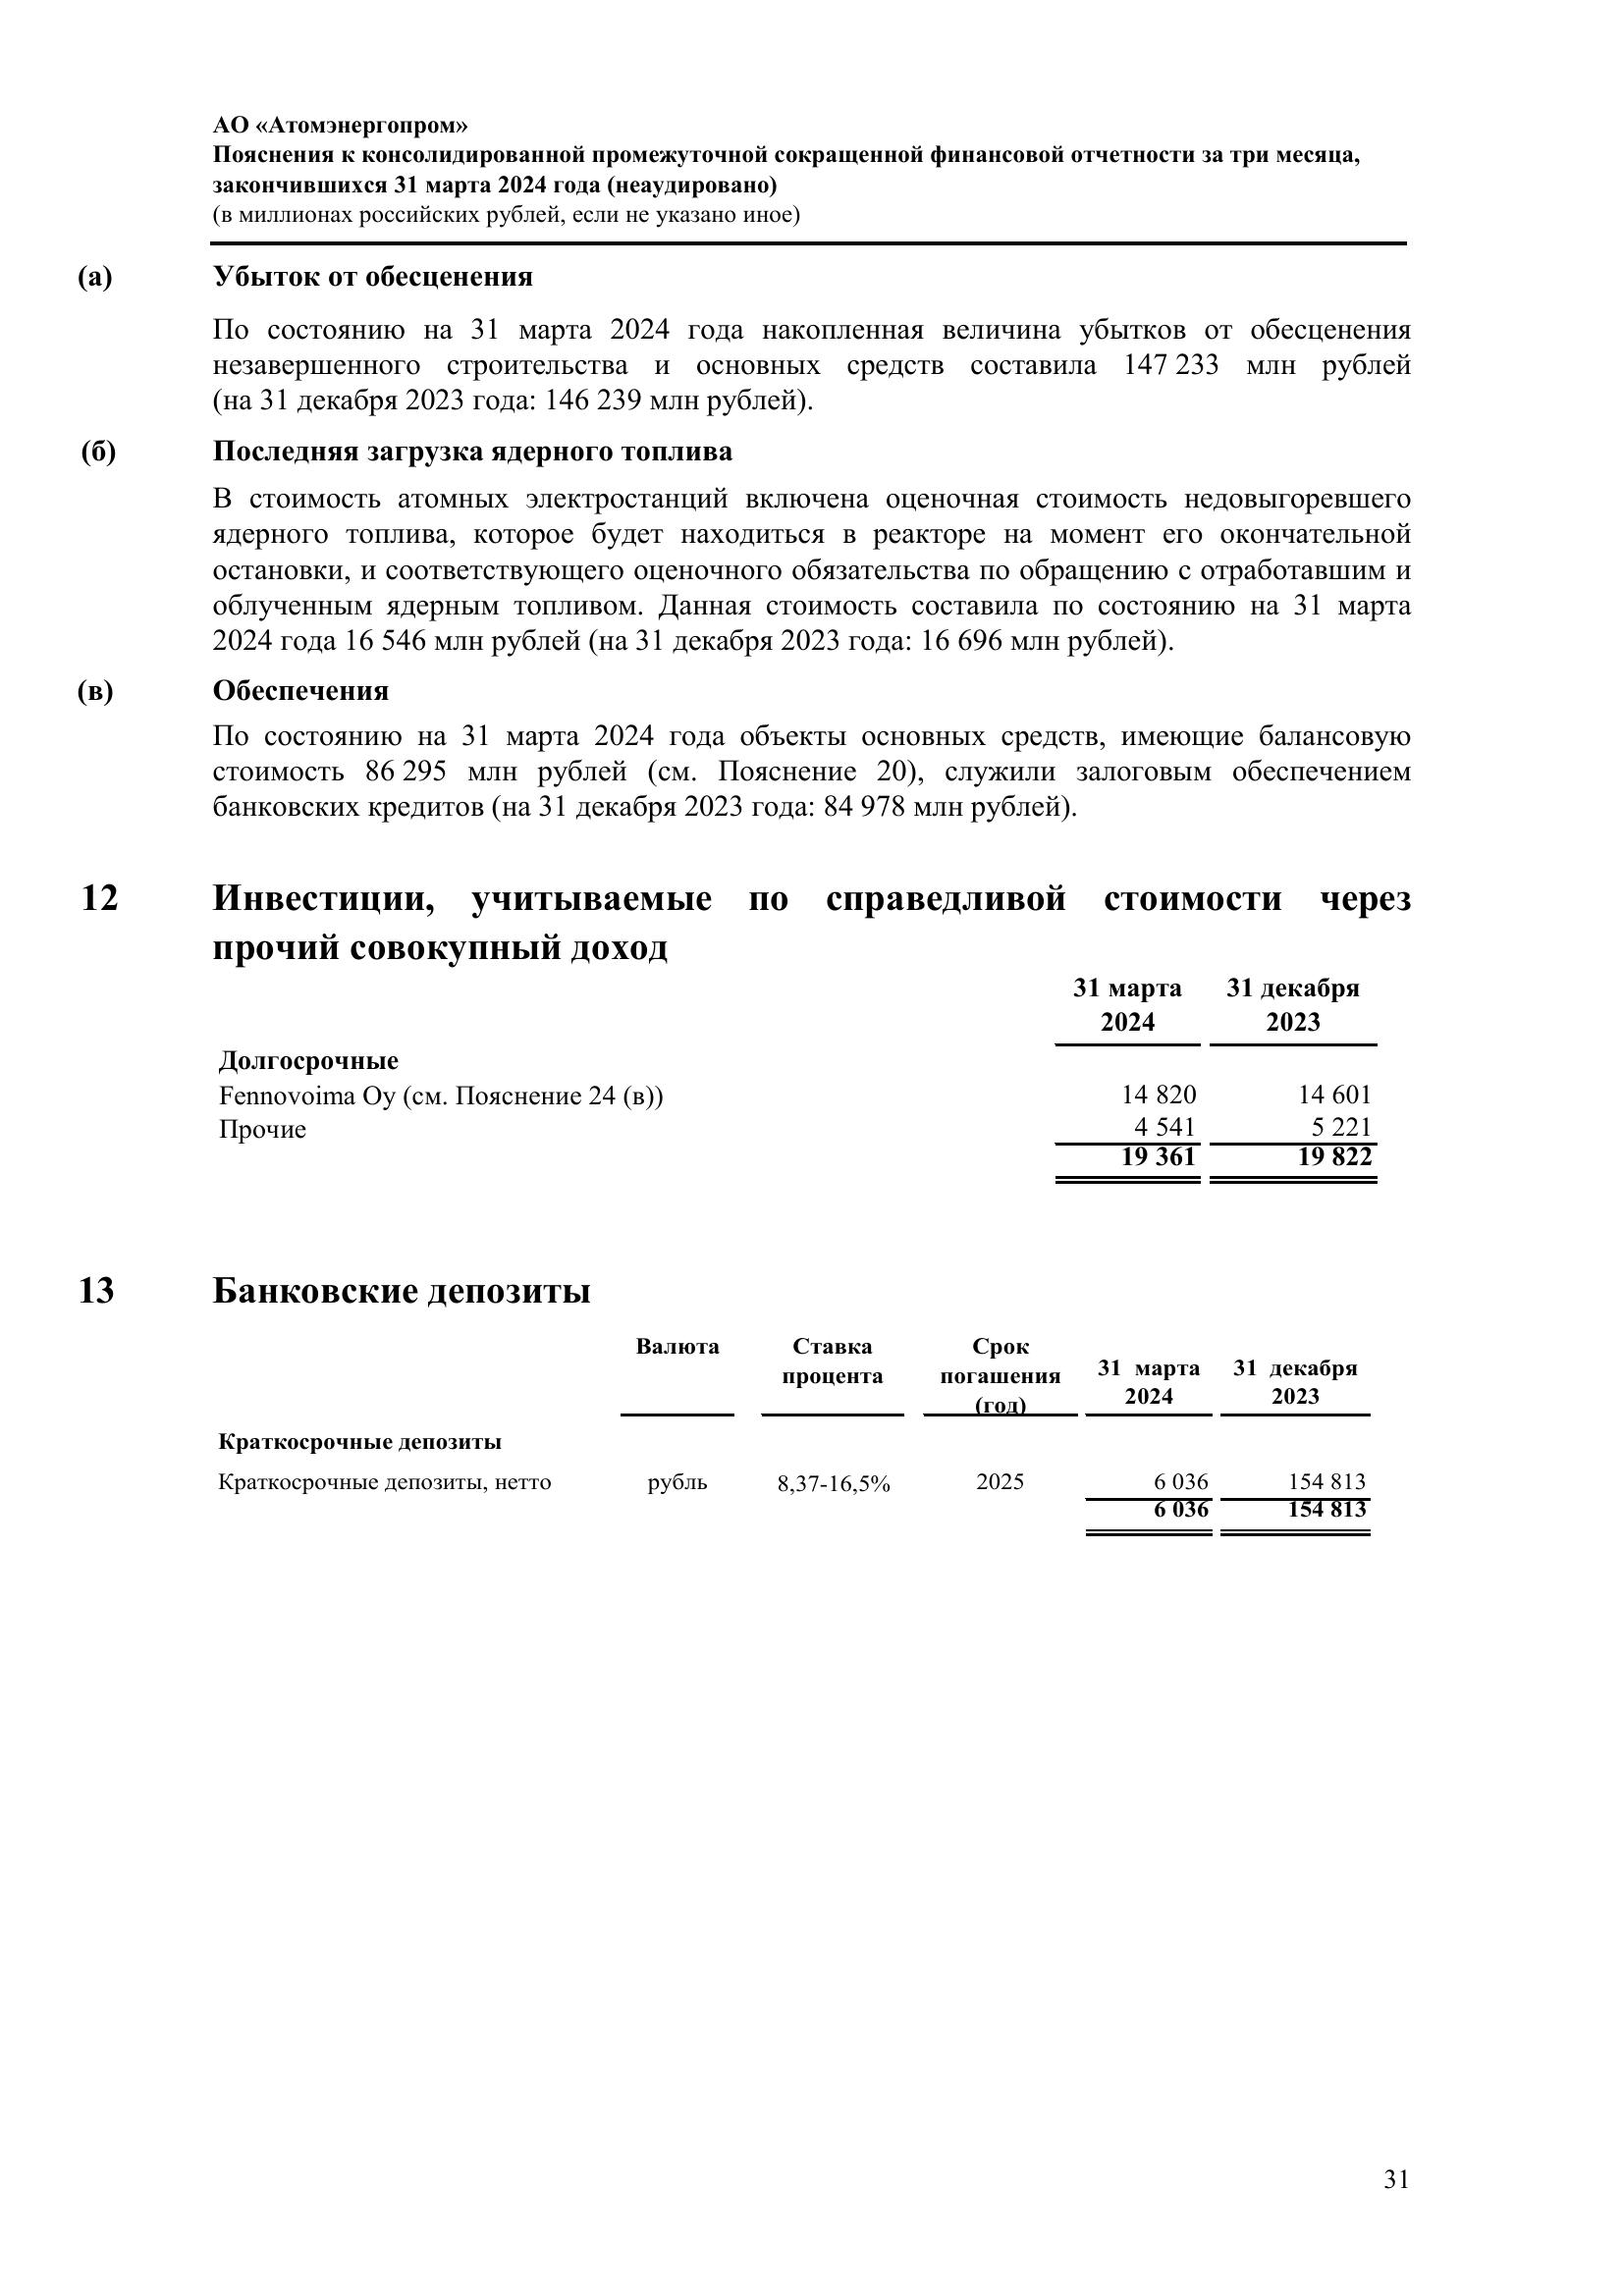 АО «Атомэнергопром»
Пояснения к консолидированной промежуточной сокращенной финансовой отчетности за три месяца,
закончившихся 31 марта 2024 года (неаудировано)
(в миллионах российских рублей, если не указано иное)
(а) Убыток от обесценения
По состоянию на 31 марта 2024 года накопленная величина убытков от обесценения
незавершенного строительства и основных средств составила 147 233 млн рублей
(на 31 декабря 2023 года: 146 239 млн рублей).
(б) Последняя загрузка ядерного топлива
В стоимость атомных электростанций включена оценочная стоимость недовыгоревшего
ядерного топлива, которое будет находиться в реакторе на момент его окончательной
остановки, и соответствующего оценочного обязательства по обращению с отработавшим и
облученным ядерным топливом. Данная стоимость составила по состоянию на 31 марта
2024 года 16 546 млн рублей (на 31 декабря 2023 года: 16 696 млн рублей).
(в) Обеспечения
По состоянию на 31 марта 2024 года объекты основных средств, имеющие балансовую
стоимость 86 295 млн рублей (см. Пояснение 20), служили залоговым обеспечением
банковских кредитов (на 31 декабря 2023 года: 84 978 млн рублей).
12 Инвестиции, учитываемые по справедливой стоимости через
прочий совокупный доход
31 марта 31 декабря
2024 2023
Долгосрочные
Fennovoima Oy (см. Пояснение 24 (в)) 14 820 14 601
Прочие 4 541 5 221
19 361 19 822
13 Банковские депозиты
Валюта Ставка Срок
процента погашения 31 марта 31 декабря
(год) 2024 2023
Краткосрочные депозиты
Краткосрочные депозиты, нетто рубль 8,37-16,5% 2025 6 036 154 813
6 036 154 813
31